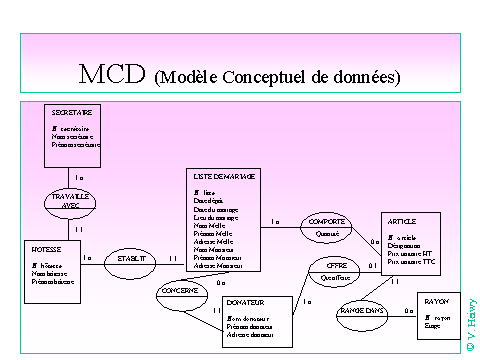 MCD (Modèle Conceptuel de données)
SECRETAIRE
N° secrétaire
Nom secrétaire
Prénom secrétaire
1.n
TRAVAILLE
AVEC
1.1
HOTESSE
N° hôtesse
Nom hôtesse
Prénom hôtesse
1.n
ETABLIT
1.1
LISTE DE MARIAGE
N° liste
Date dépôt
Date du mariage
Lieu du mariage
Nom Melle
Prénom Melle
Adresse Melle
Nom Monsieur
Prénom Monsieur
Adresse Monsieur
1.n
COMPORTE
Quantité
0.n
ARTICLE
N° article
Désignation
Prix unitaire HT
Prix unitaire TTC
0.n
CONCERNE
1.1
DONATEUR
Nom donateur
Prénom donateur
Adresse donateur
1.n
OFFRE
Qté offerte
0.1
1.1
RANGE DANS
0.n
RAYON
N° rayon
Etage
© V. Heiwy